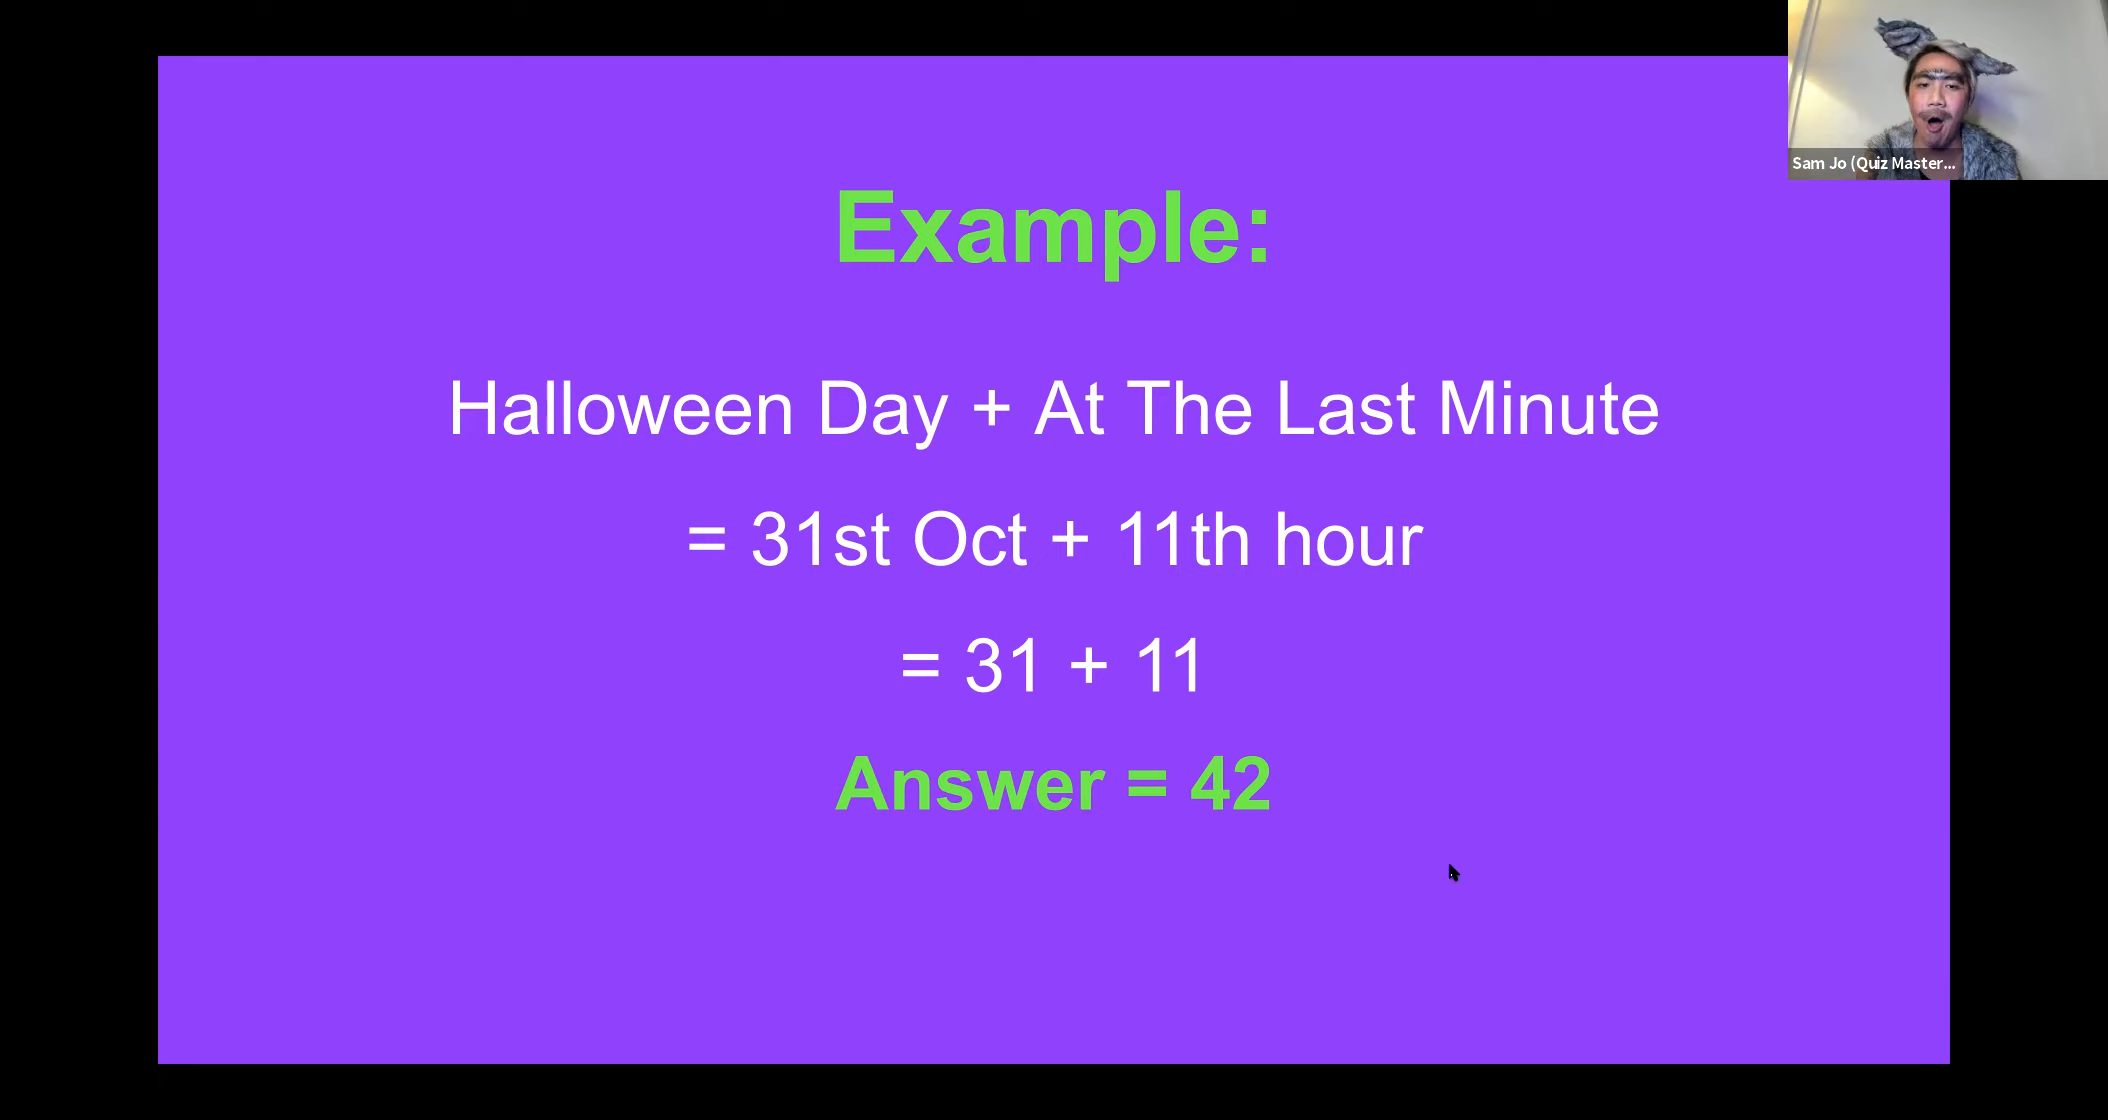 Example:
Halloween Day + At The Last Minute
= 31st Oct + 11th hour
= 31 + 11
Answer = 42
Sam Jo (Quiz Master...